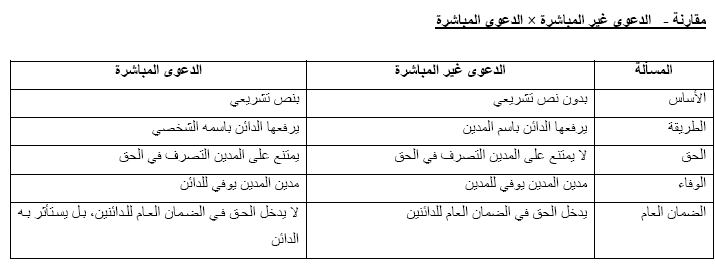 مقارنة - الدعوى غير المباشرة × الدعوى المباشرة
المسألة الدعوى غير المباشرة الدعوى المباشرة
الأساس بدون نص تشريعي بنص تشريعي
الطريقة يرفعها الدائن باسم المدين يرفعها الدائن باسمه الشخصي
الحق لا يمتنع على المدين التصرف في الحق يمتنع على المدين التصرف في الحق
الوفاء مدين المدين يوفي للمدين مدين المدين يوفي للدائن
الضمان العام يدخل الحق في الضمان العام للدائنين لا يدخل الحق في الضمان العام للدائنين، بل يستأثر به
الدائن